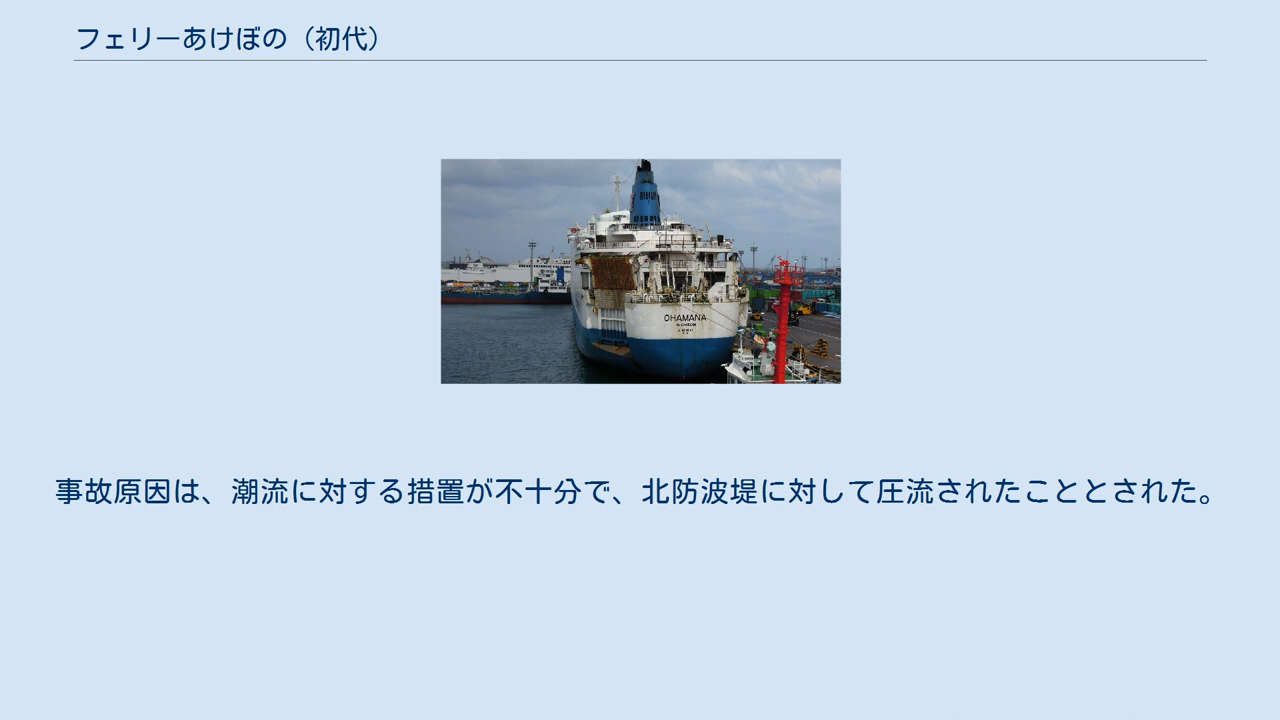 フェリーあけぼの（初代）
OHAMANA
事故原因は、潮流に対する措置が不十分で、北防波堤に対して圧流されたこととされた。